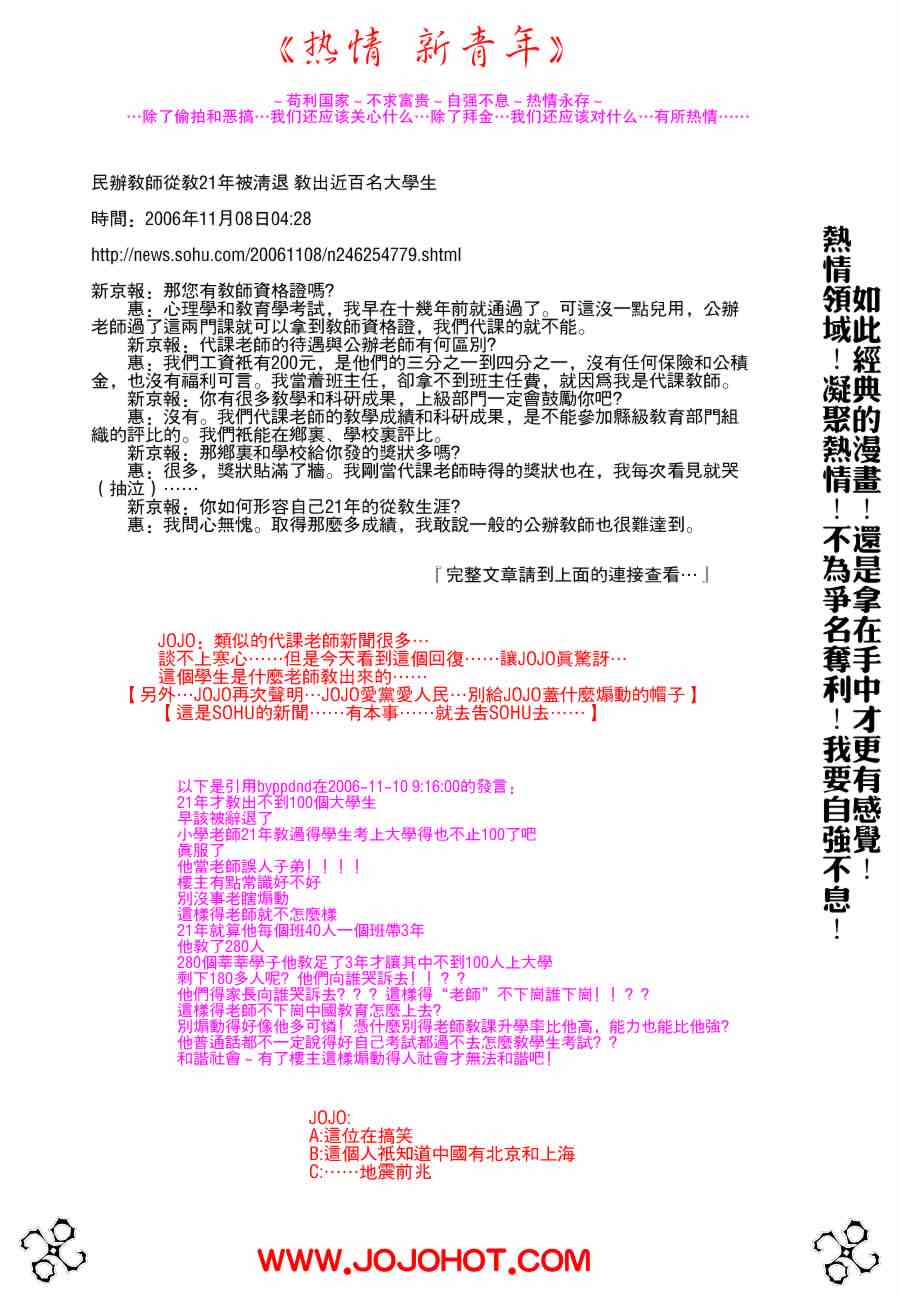 《热情 新青年》
~苟利国家~不求富贵~自强不息~热情永存~
…除了偷拍和恶搞…我们还应该关心什么…除了拜金…我们还应该对什么…有所热情……
民辦敎師從敎21年被淸退 敎出近百名大學生
時間：2006年11月08日04:28
http://news.sohu.com/20061108/n246254779.shtml
新京報：那您有敎師資格證嗎?
惠：心理學和敎育學考試，我早在十幾年前就通過了。可這沒一點兒用，公辦
老師過了這兩門課就可以拿到敎師資格證，我們代課的就不能。
新京報：代課老師的待遇與公辦老師有何區別?
惠：我們工資衹有200元，是他們的三分之一到四分之一，沒有任何保險和公積
金，也沒有福利可言。我當着班主任，卻拿不到班主任費，就因爲我是代課敎師。
新京報：你有很多敎學和科研成果，上級部門一定會鼓勵你吧?
惠：沒有。我們代課老師的敎學成績和科研成果，是不能參加縣級敎育部門組
織的評比的。我們衹能在鄉裏、學校裏評比。
新京報：那鄉裏和學校給你發的獎狀多嗎?
惠：很多，獎狀貼滿了牆。我剛當代課老師時得的獎狀也在，我每次看見就哭
（抽泣）……
新京報：你如何形容自己21年的從敎生涯?
惠：我問心無愧。取得那麼多成績，我敢說一般的公辦敎師也很難達到。
『完整文章請到上面的連接查看…』
JOJO：類似的代課老師新聞很多…
談不上寒心……但是今天看到這個回復……讓JOJO眞驚訝…
這個學生是什麼老師敎出來的……
【另外…JOJO再次聲明…JOJO愛黨愛人民…別給JOJO蓋什麼煽動的帽子】
【這是SOHU的新聞……有本事……就去告SOHU去……】
以下是引用byppdnd在2006-11-10 9:16:00的發言：
21年才敎出不到100個大學生
早該被辭退了
小學老師21年敎過得學生考上大學得也不止100了吧
眞服了
他當老師誤人子弟！！！！
樓主有點常識好不好
別沒事老瞎煽動
這樣得老師就不怎麼樣
21年就算他每個班40人一個班帶3年
他敎了280人
280個莘莘學子他敎足了3年才讓其中不到100人上大學
剩下180多人呢？他們向誰哭訴去！！？？
他們得家長向誰哭訴去？？？這樣得“老師”不下崗誰下崗！！？？
這樣得老師不下崗中國敎育怎麼上去?
別煽動得好像他多可憐！憑什麼別得老師敎課升學率比他高，能力也能比他強?
他普通話都不一定說得好自己考試都過不去怎麼敎學生考試？？
和諧社會~有了樓主這樣煽動得人社會才無法和諧吧！
JOJO:
A:這位在搞笑
B:這個人衹知道中國有北京和上海
C:……地震前兆
如此經典的漫畫！還是拿在手中才更有感覺！
熱情領域！凝聚熱情！不為爭名奪利！我要自強不息！
WWW.JOJOHOT.COM